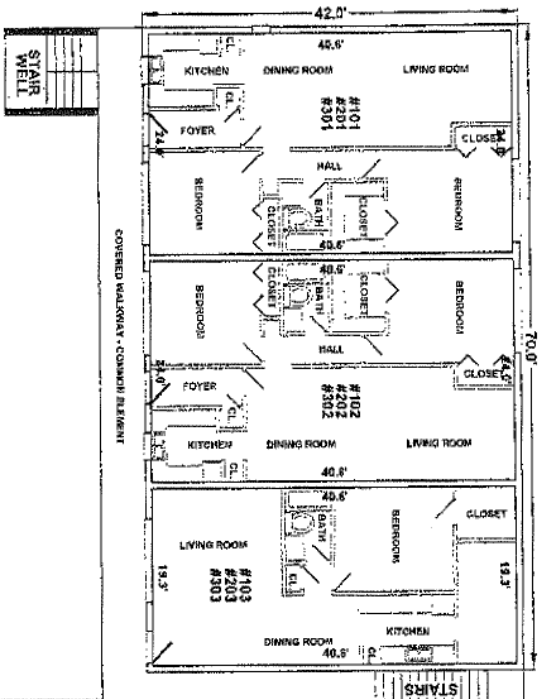 42.0'
STAIR
WELL
CL.
40.6'
KITCHEN
DINING ROOM
LIVING ROOM
CL.
#101
#201
#301
FOYER
24.0'
CLOSET
24.0'
HALL
BEDROOM
CLOSET
BATH
CLOSET
BEDROOM
40.6'
COVERED WALKWAY - COMMON ELEMENT
40.6'
BEDROOM
CLOSET
BATH
CLOSET
BEDROOM
70.0'
HALL
CLOSET
24.0'
24.0'
FOYER
#102
#202
#302
CL.
KITCHEN
DINING ROOM
LIVING ROOM
CL.
40.6'
40.6'
BATH
BEDROOM
CLOSET
LIVING ROOM
19.3'
#103
#203
#303
CL.
19.3'
DINING ROOM
KITCHEN
40.6'
CL
STAIRS